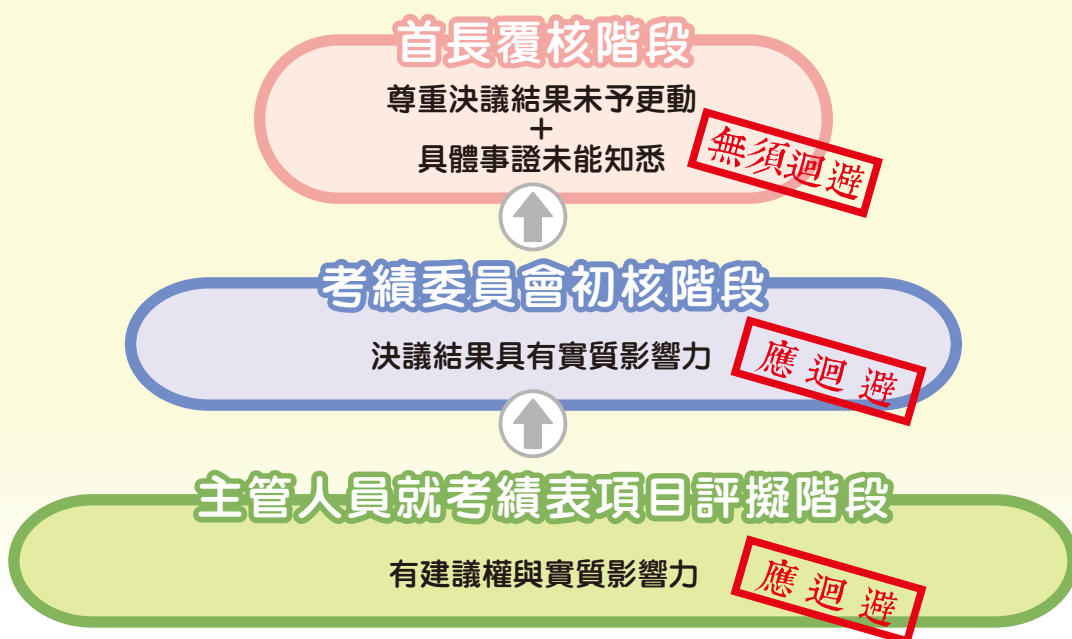 首長覆核階段
尊重決議結果未予更動
+
具體事證未能知悉
無須迴避
考績委員會初核階段
決議結果具有實質影響力
應迴避
主管人員就考績表項目評擬階段
有建議權與實質影響力
應迴避